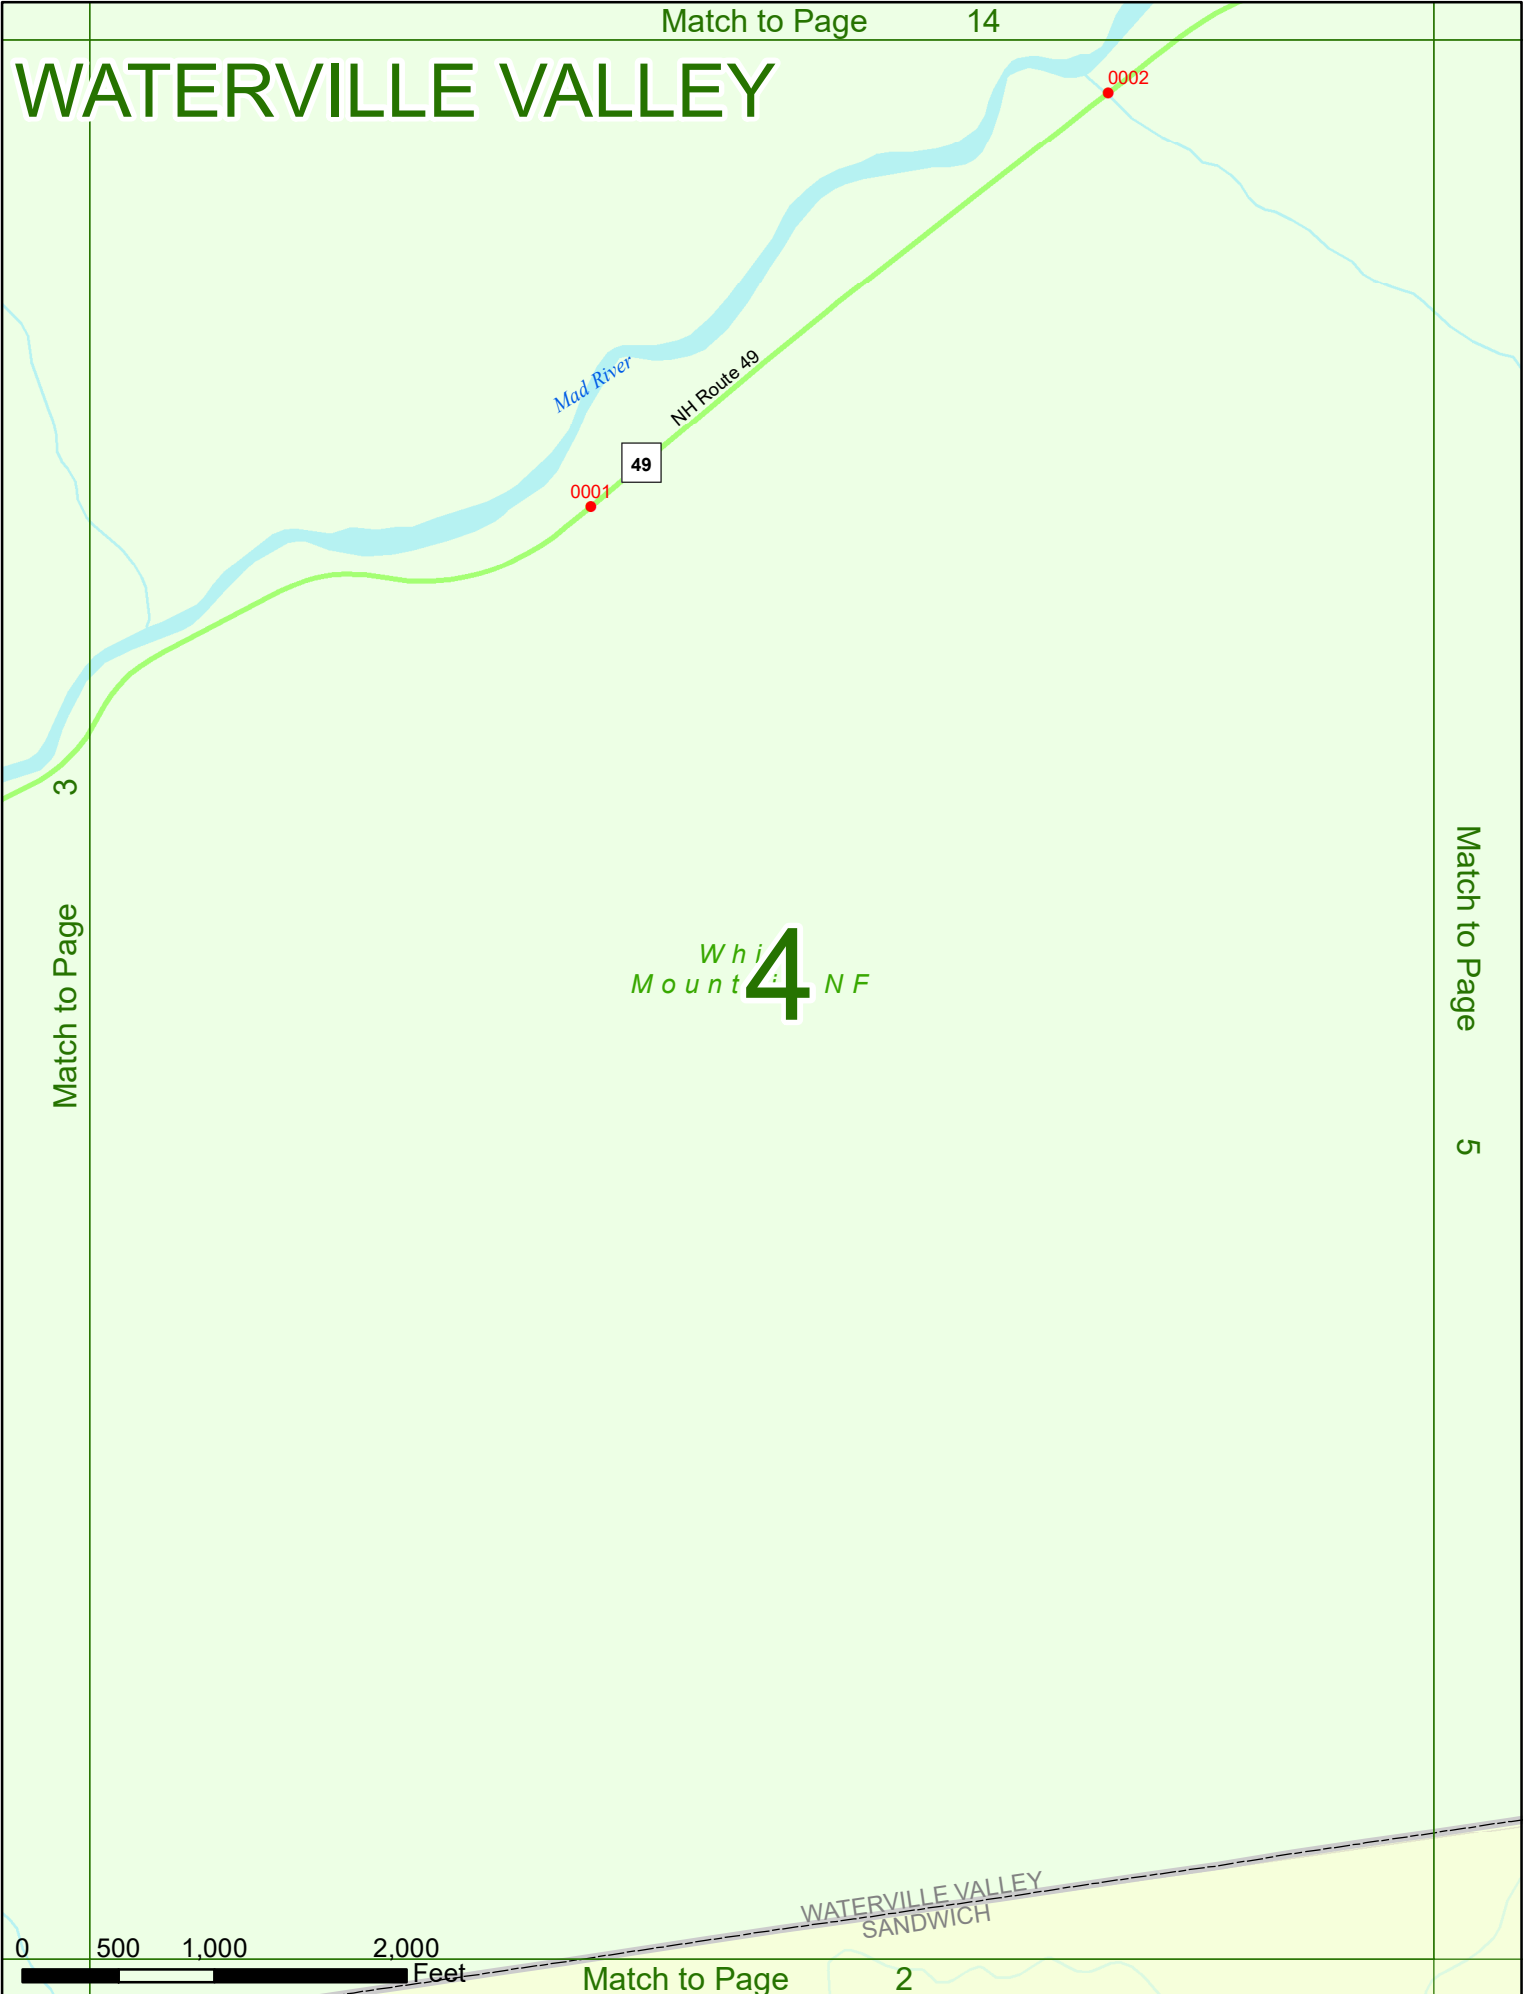 Match to Page 14
WATERVILLE VALLEY
0002
Mad River
NH Route 49
49
0001
Match to Page 3
Match to Page 5
4
Mount NF
WATERVILLE VALLEY
SANDWICH
0 500 1,000 2,000
Feet
Match to Page 2